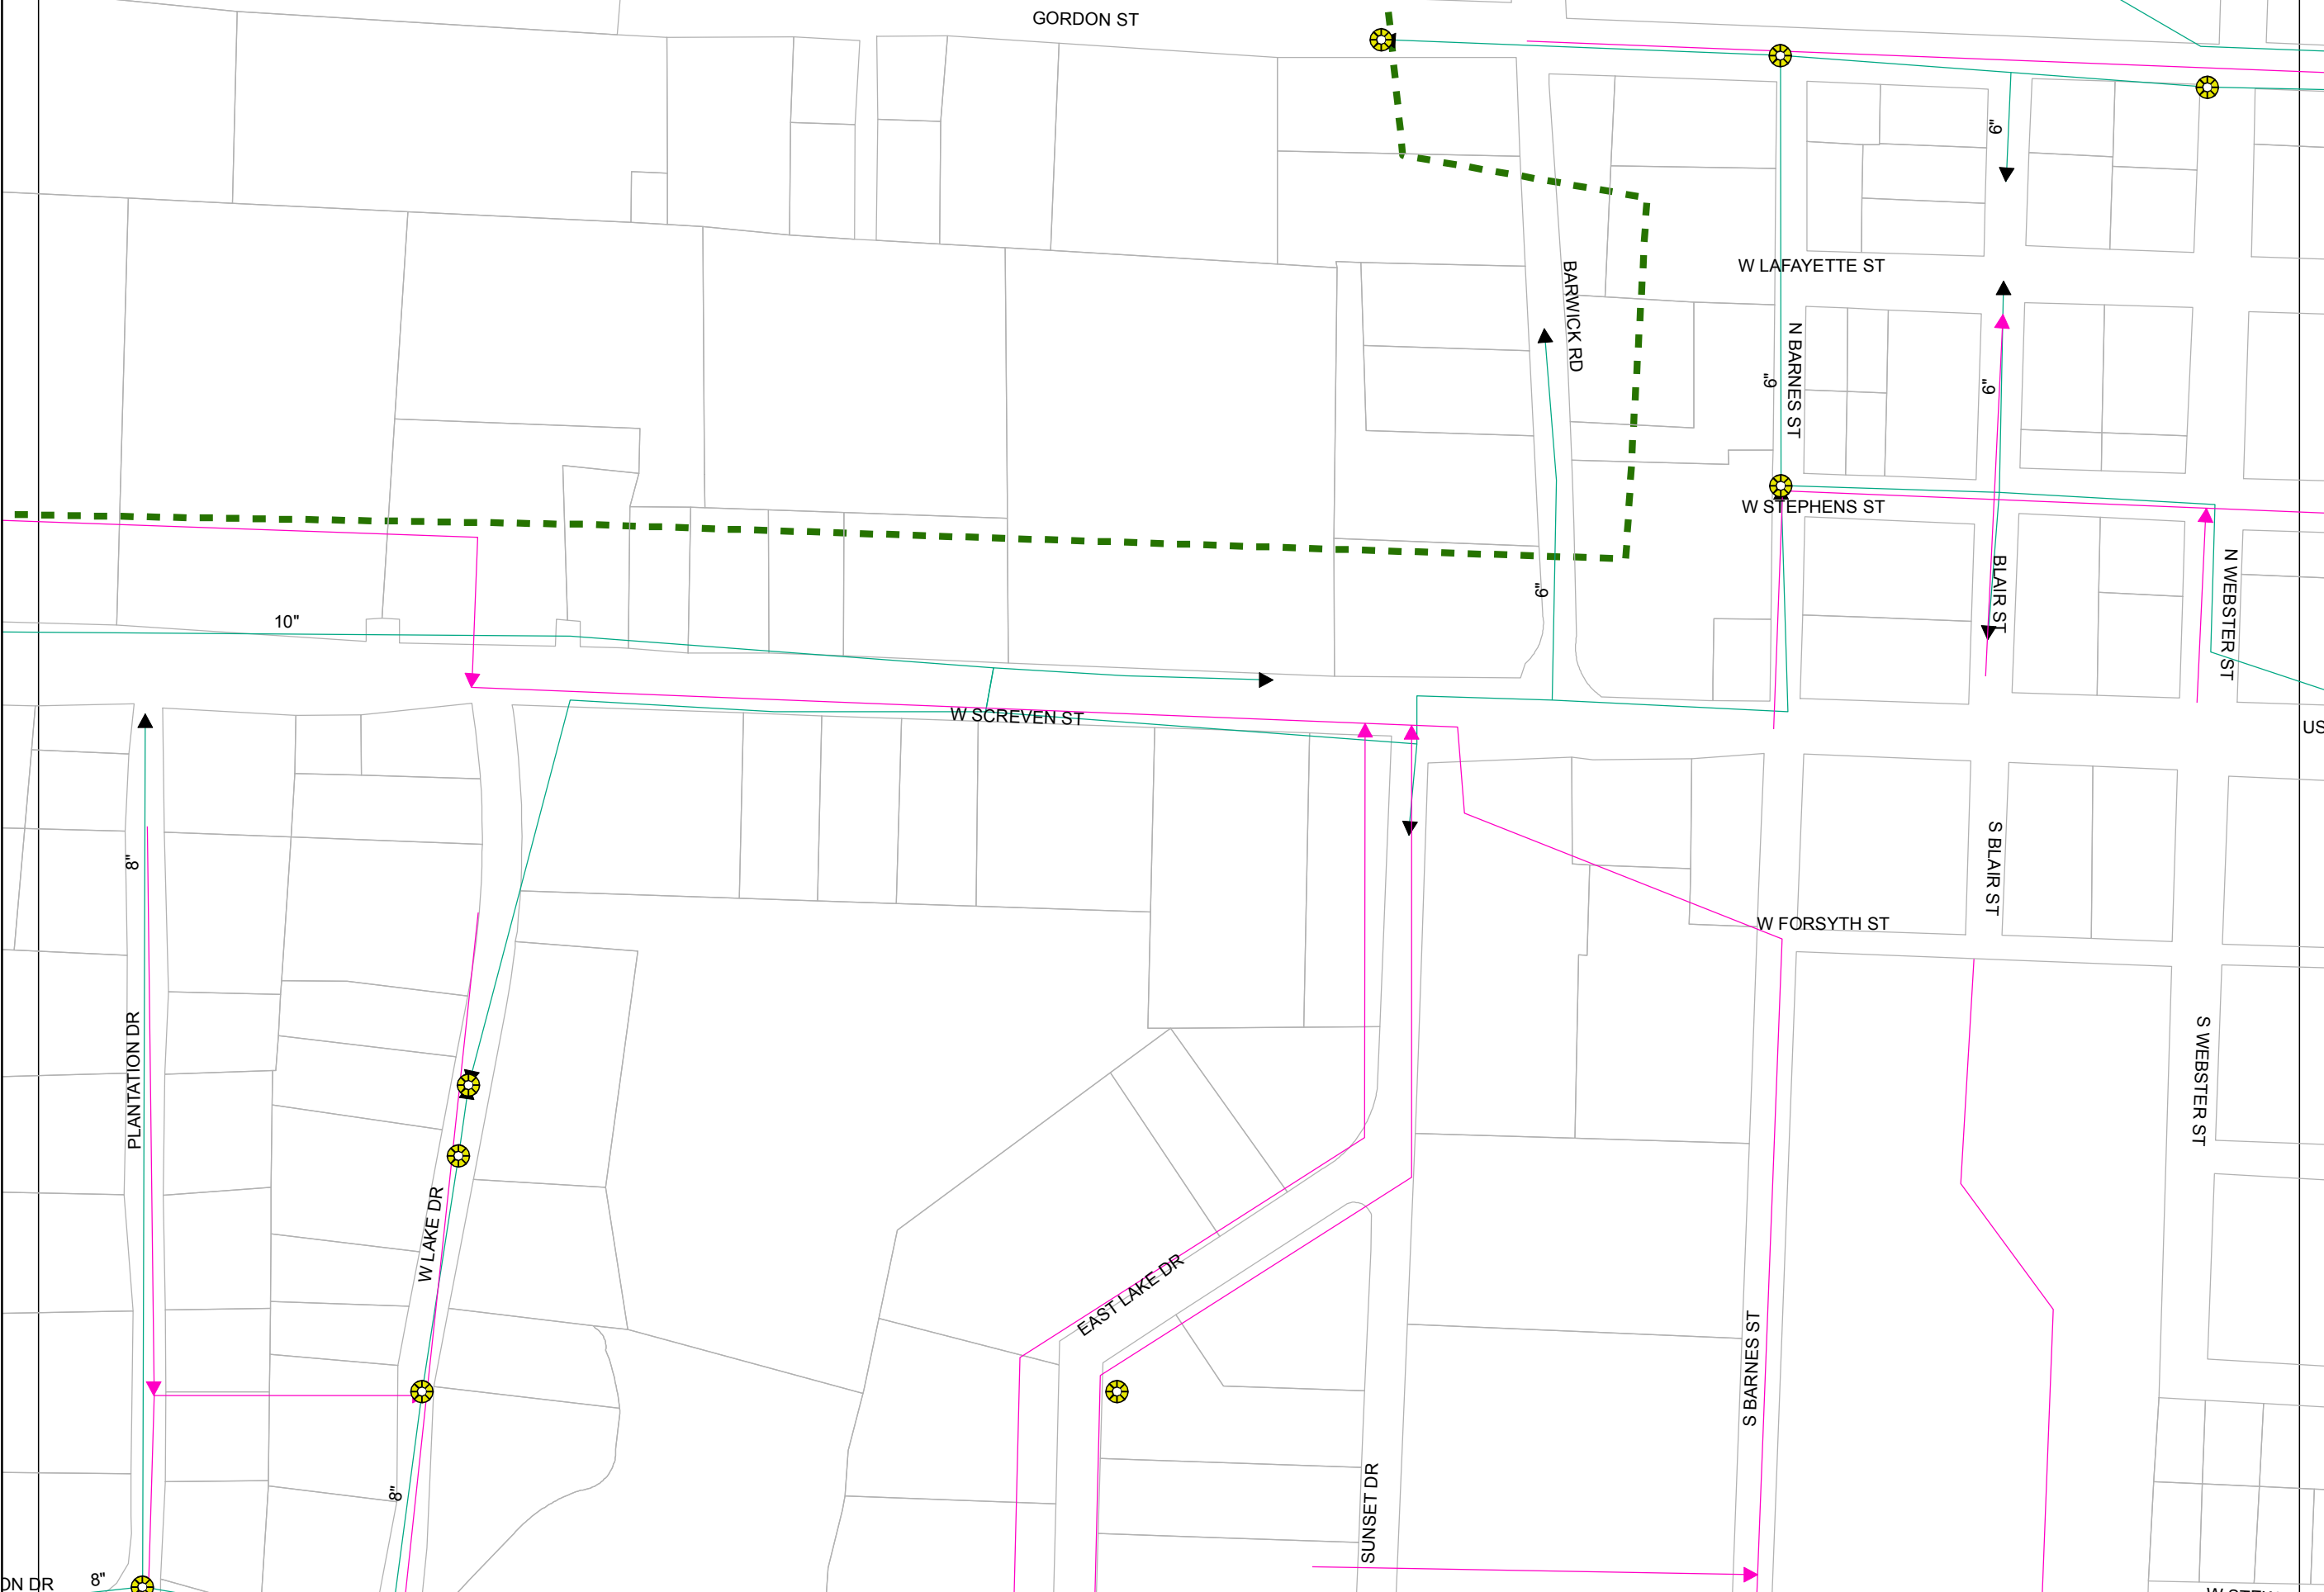 GORDON ST
6"
W LAFAYETTE ST
BARWICK RD
N BARNES ST
6"
6"
W STEPHENS ST
N WEBSTER ST
BLAIR ST
6"
10"
W SCREVEN ST
US
8"
S BLAIR ST
W FORSYTH ST
PLANTATION DR
S WEBSTER ST
W LAKE DR
EAST LAKE DR
S BARNES ST
8"
SUNSET DR
8"
ON DR